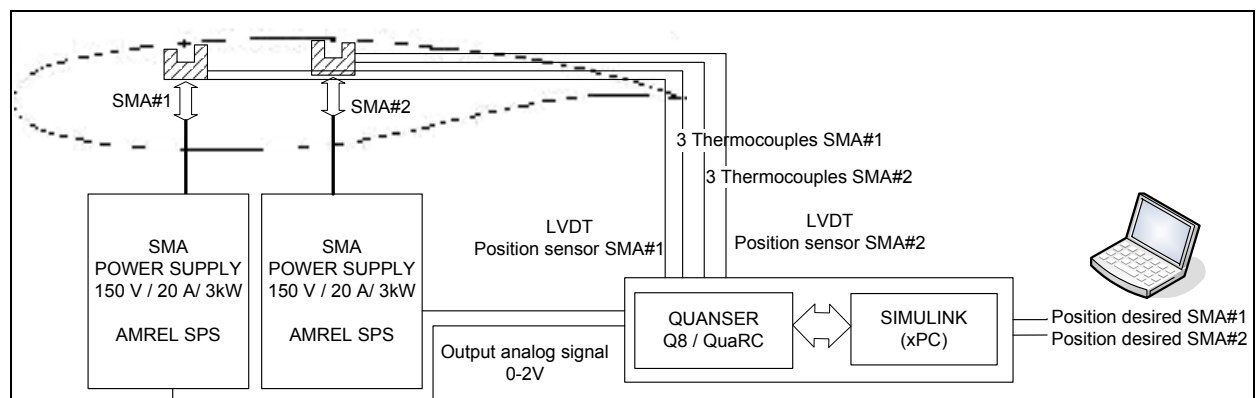 SMA#1
SMA#2
3 Thermocouples SMA#1
3 Thermocouples SMA#2
LVDT
Position sensor SMA#1
LVDT
Position sensor SMA#2
SMA
POWER SUPPLY
150 V / 20 A/ 3kW
AMREL SPS
SMA
POWER SUPPLY
150 V / 20 A/ 3kW
AMREL SPS
Output analog signal
0-2V
QUANSER
Q8 / QuaRC
SIMULINK
(xPC)
Position desired SMA#1
Position desired SMA#2